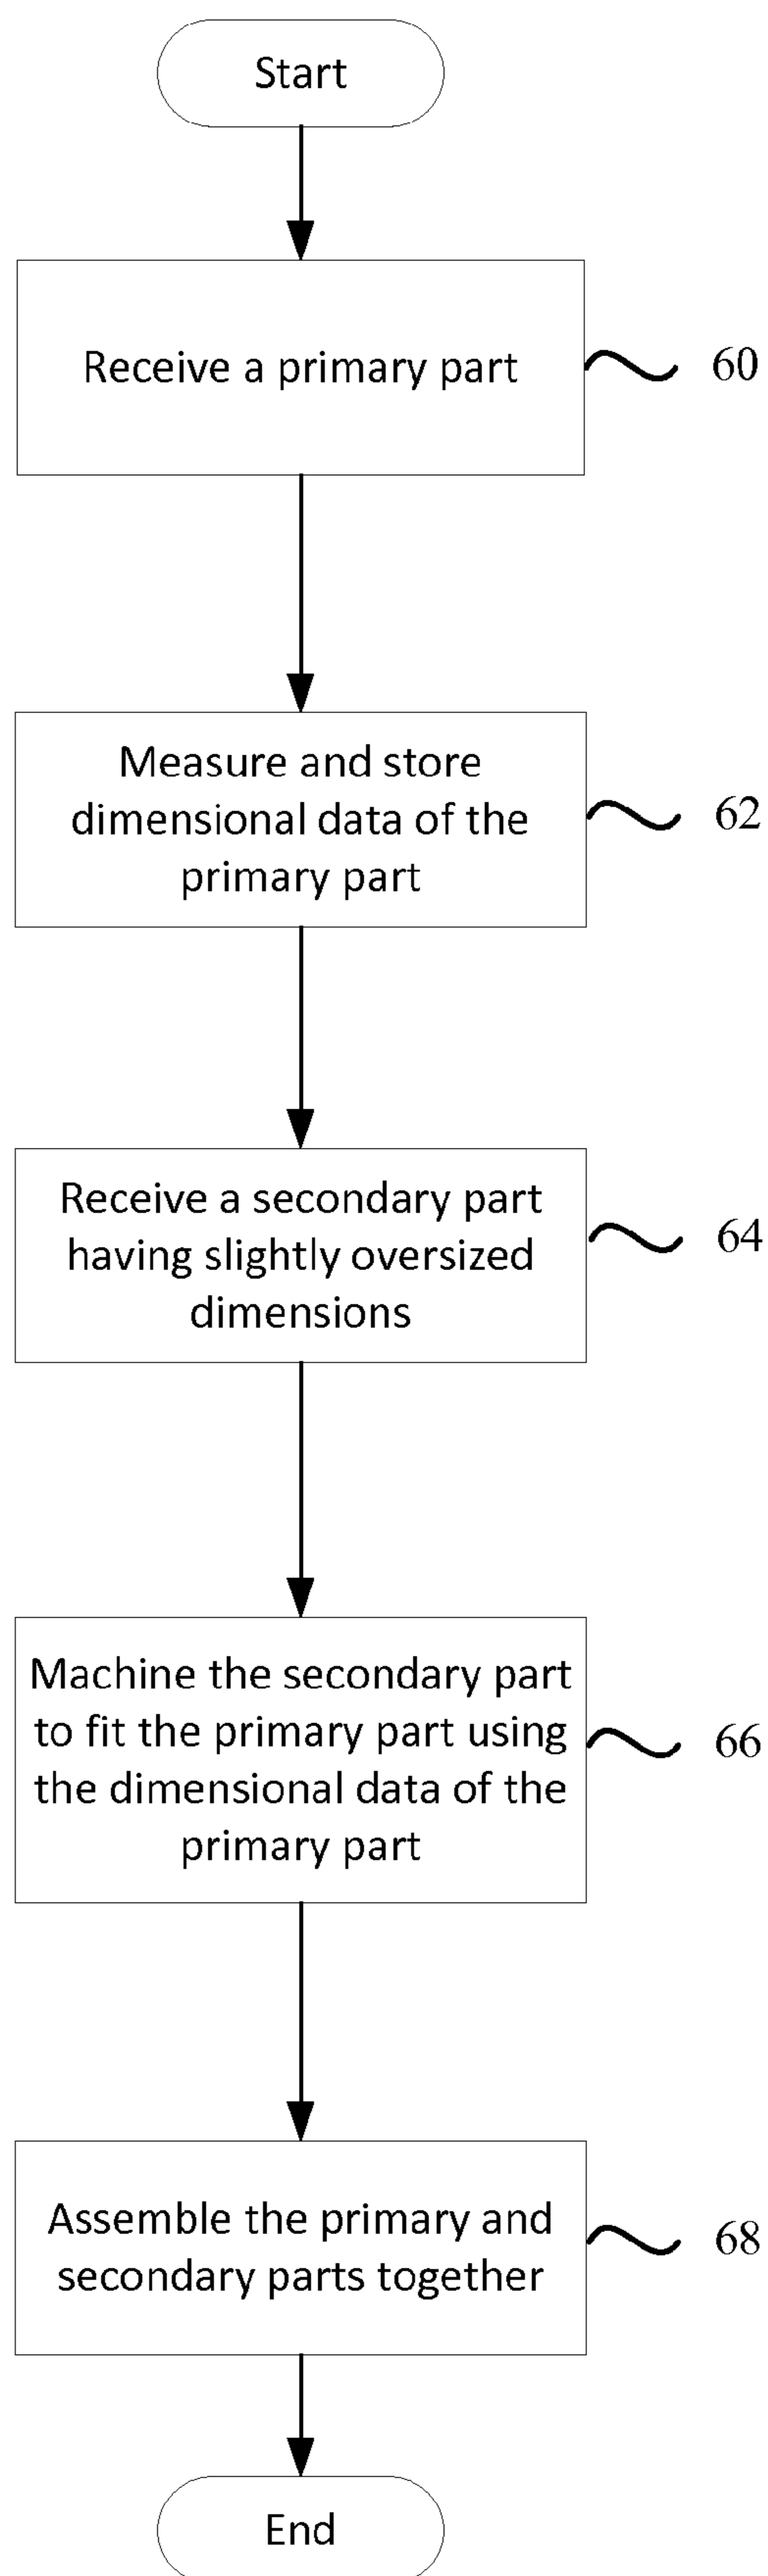 Start
Receive a primary part
60
Measure and store
dimensional data of the
primary part
62
Receive a secondary part
having slightly oversized
dimensions
64
Machine the secondary part
to fit the primary part using
the dimensional data of the
primary part
66
Assemble the primary and
secondary parts together
68
End